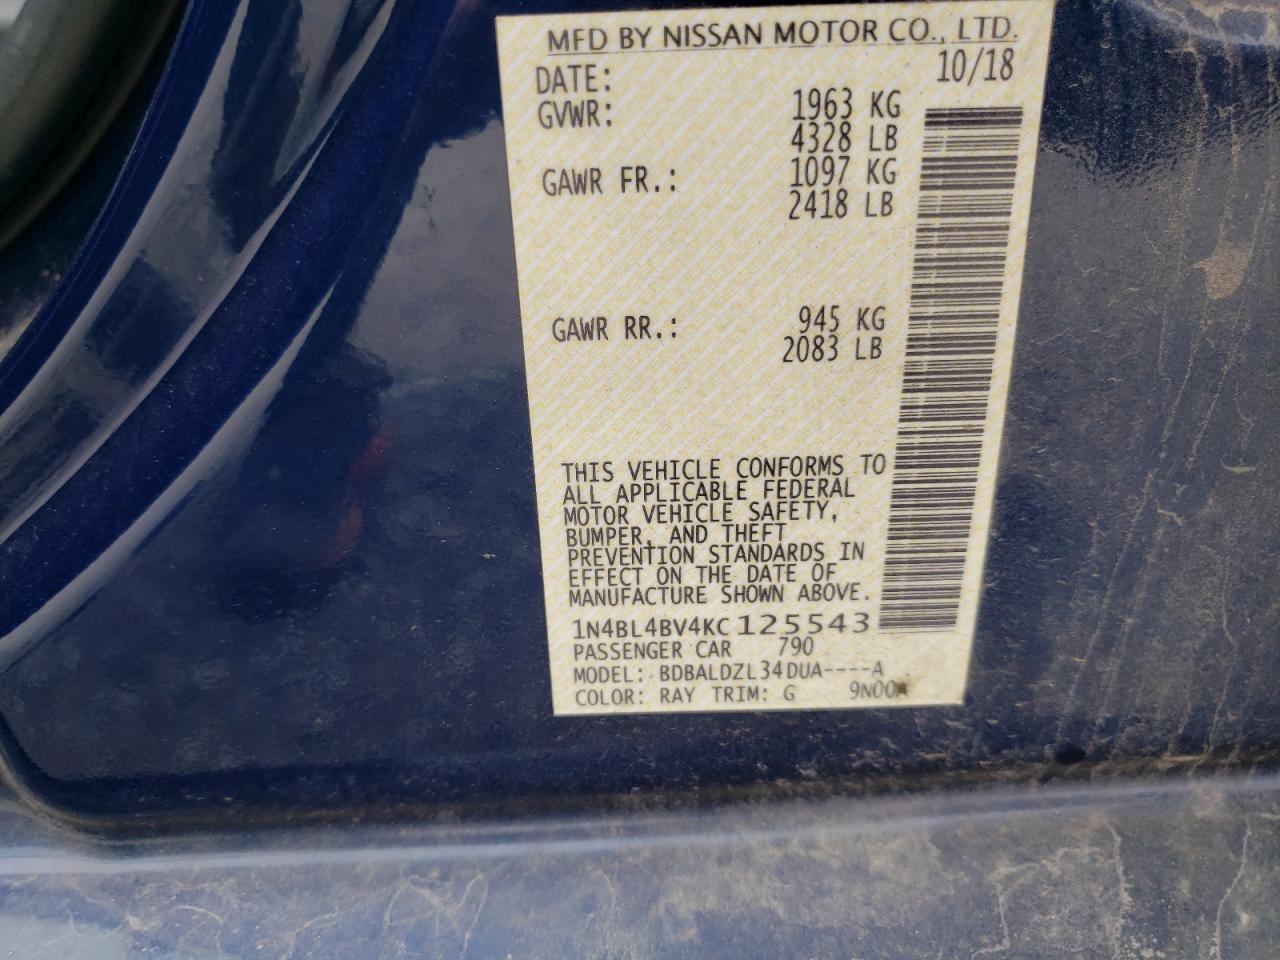 MFD BY NISSAN MOTOR CO., LTD.
DATE: 10/18
GVWR: 1963 KG
4328 LB
GAWR FR.: 1097 KG
2418 LB
GAWR RR.: 945 KG
2083 LB
THIS VEHICLE CONFORMS TO
ALL APPLICABLE FEDERAL
MOTOR VEHICLE SAFETY,
BUMPER, AND THEFT
PREVENTION STANDARDS IN
EFFECT ON THE DATE OF
MANUFACTURE SHOWN ABOVE.
1N4BL4BV4KC125543
PASSENGER CAR 790
MODEL: BDBALDZL34DUA----A
COLOR: RAY TRIM: G 9N00A